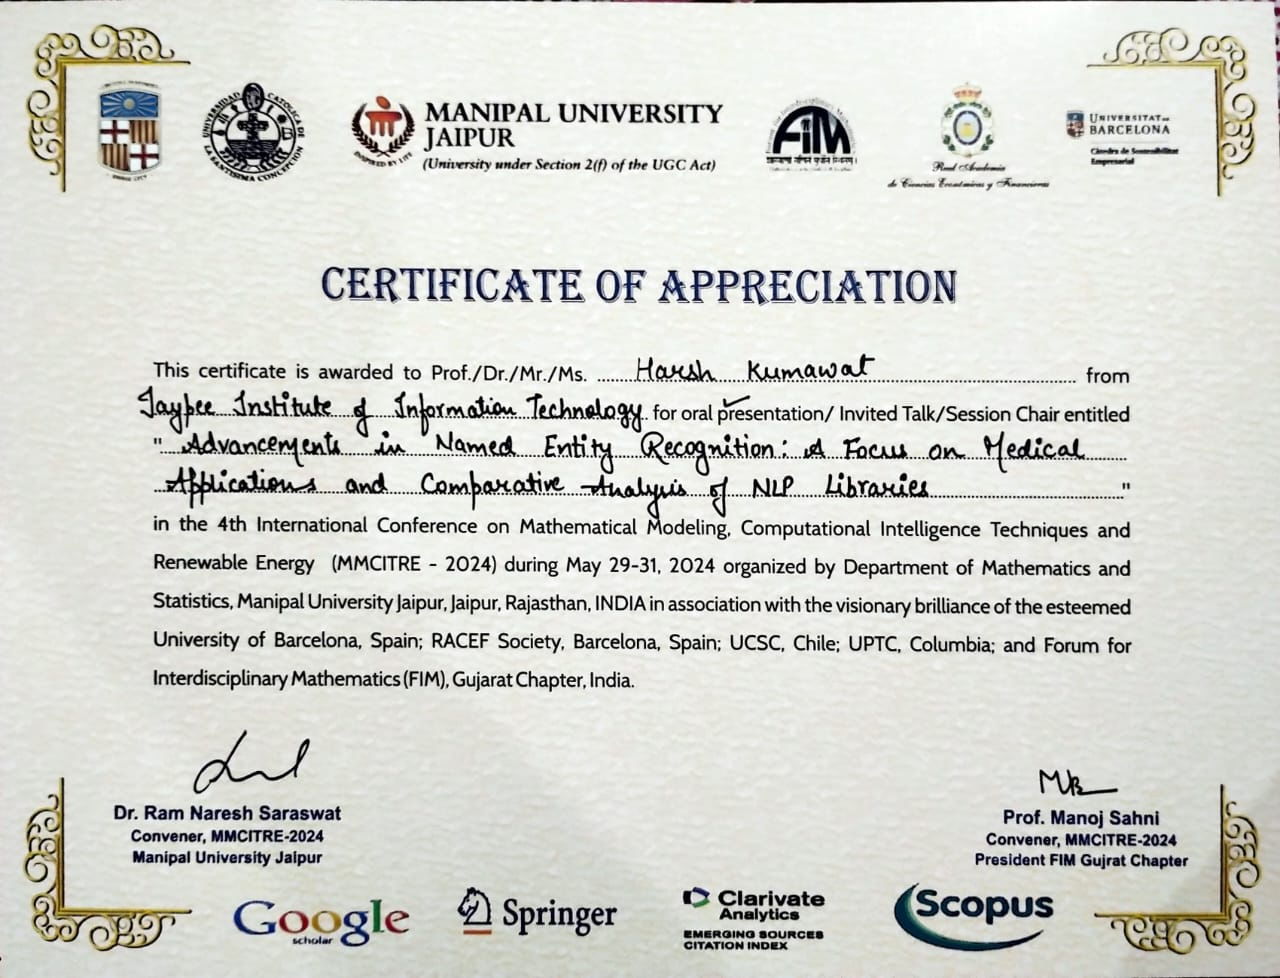 UNIVERSIDAD CATOLICA DE LA SANTISIMA CONCEPCION
MANIPAL UNIVERSITY
JAIPUR
(University under Section 2(f) of the UGC Act)
INSPIRED BY LIFE
FIM
Real Academia
de Ciencias Económicas y Financieras
UNIVERSITAT DE
BARCELONA
Càtedra de Sostenibilitat
Empresarial
CERTIFICATE OF APPRECIATION
This certificate is awarded to Prof./Dr./Mr./Ms. Harsh Kumawat from
Jaypee Institute of Information Technology for oral presentation/ Invited Talk/Session Chair entitled
" Advancements in Named Entity Recognition: A Focus on Medical
Applications and Comparative Analysis of NLP Libraries "
in the 4th International Conference on Mathematical Modeling, Computational Intelligence Techniques and
Renewable Energy (MMCITRE - 2024) during May 29-31, 2024 organized by Department of Mathematics and
Statistics, Manipal University Jaipur, Jaipur, Rajasthan, INDIA in association with the visionary brilliance of the esteemed
University of Barcelona, Spain; RACEF Society, Barcelona, Spain; UCSC, Chile; UPTC, Columbia; and Forum for
Interdisciplinary Mathematics (FIM), Gujarat Chapter, India.
Dr. Ram Naresh Saraswat
Convener, MMCITRE-2024
Manipal University Jaipur
Prof. Manoj Sahni
Convener, MMCITRE-2024
President FIM Gujrat Chapter
Google
scholar
Springer
Clarivate
Analytics
EMERGING SOURCES
CITATION INDEX
Scopus